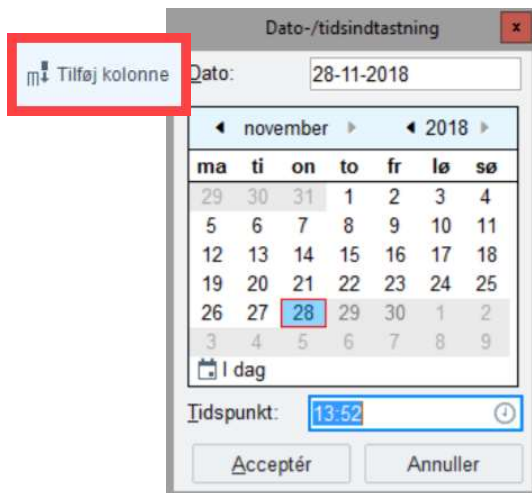 Dato-/tidsindtastning x
Tilføj kolonne
Dato: 28-11-2018
november 2018
ma ti on to fr lø sø
29 30 31 1 2 3 4
5 6 7 8 9 10 11
12 13 14 15 16 17 18
19 20 21 22 23 24 25
26 27 28 29 30 1 2
3 4 5 6 7 8 9
I dag
Tidspunkt: 13:52
Acceptér Annuller